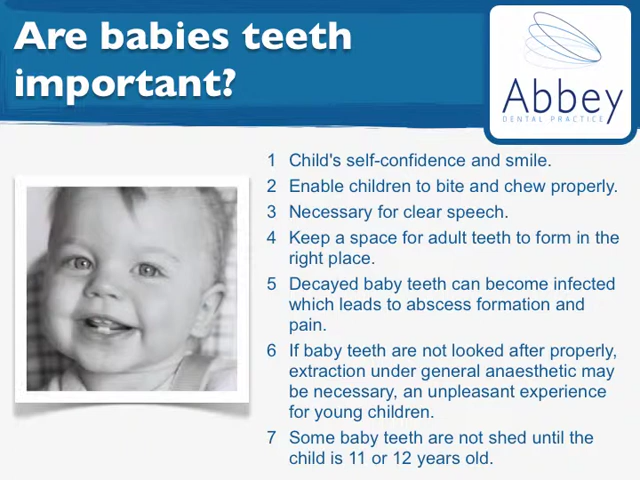 Are babies teeth
important?
Abbey
DENTAL PRACTICE
1 Child's self-confidence and smile.
2 Enable children to bite and chew properly.
3 Necessary for clear speech.
4 Keep a space for adult teeth to form in the
right place.
5 Decayed baby teeth can become infected
which leads to abscess formation and
pain.
6 If baby teeth are not looked after properly,
extraction under general anaesthetic may
be necessary, an unpleasant experience
for young children.
7 Some baby teeth are not shed until the
child is 11 or 12 years old.